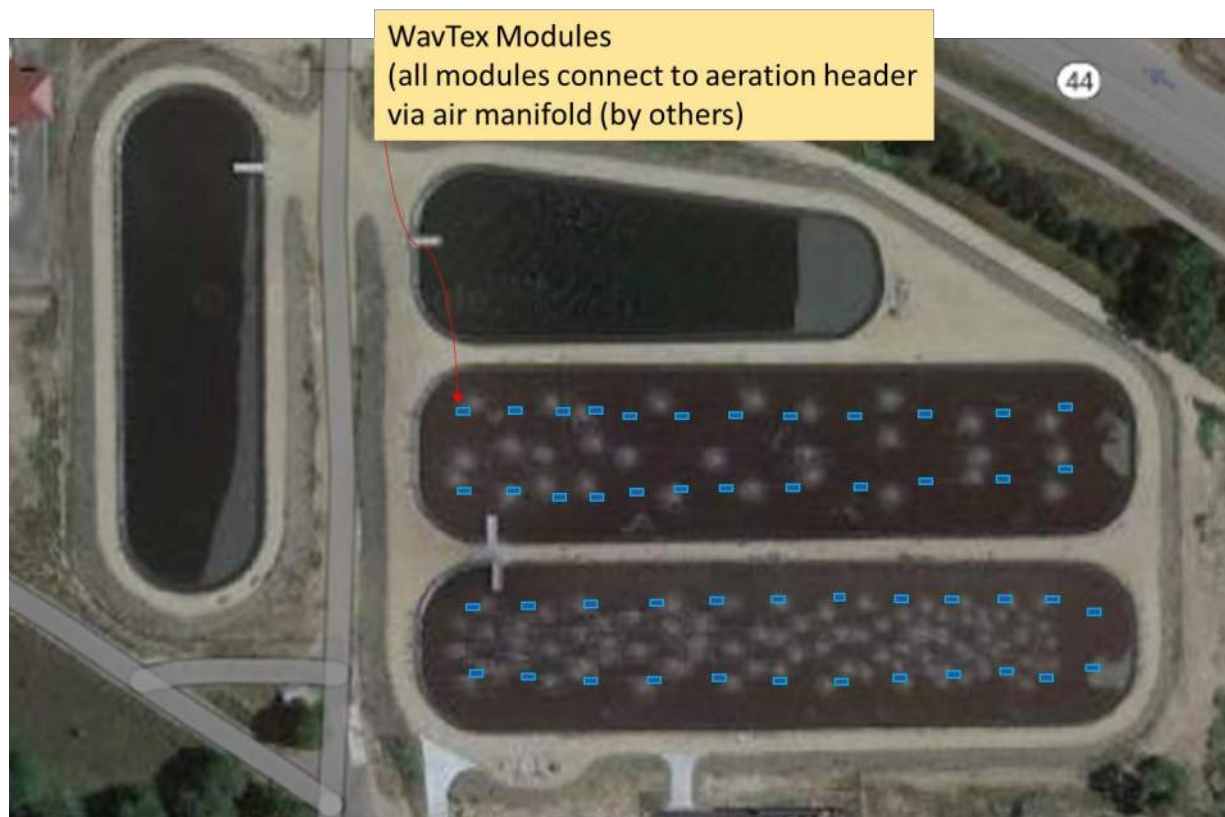 WavTex Modules
(all modules connect to aeration header
via air manifold (by others)
44